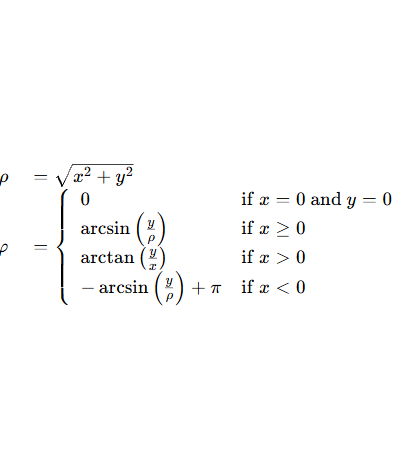 ρ = √(x² + y²)
φ = { 0 if x = 0 and y = 0
arcsin (y/ρ) if x ≥ 0
arctan (y/x) if x > 0
− arcsin (y/ρ) + π if x < 0